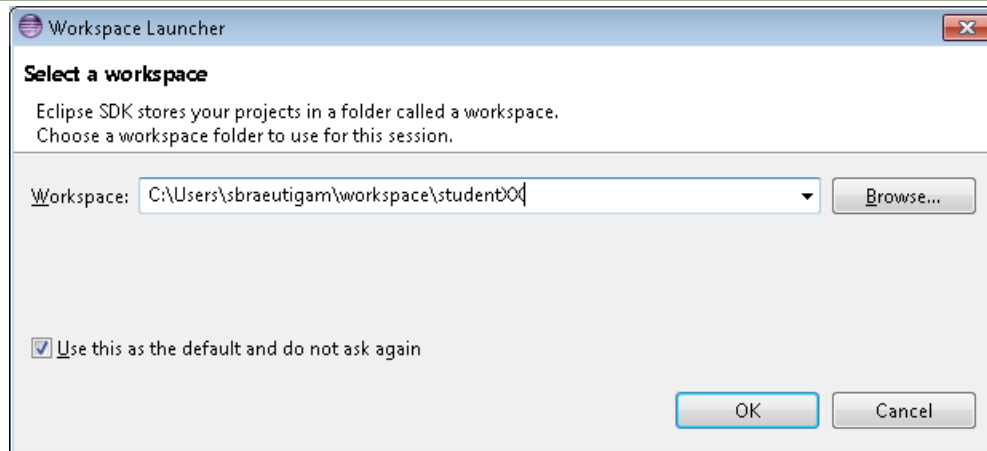 Workspace Launcher
Select a workspace
Eclipse SDK stores your projects in a folder called a workspace.
Choose a workspace folder to use for this session.
Workspace: C:\Users\sbraeutigam\workspace\studentXX Browse...
Use this as the default and do not ask again
OK Cancel